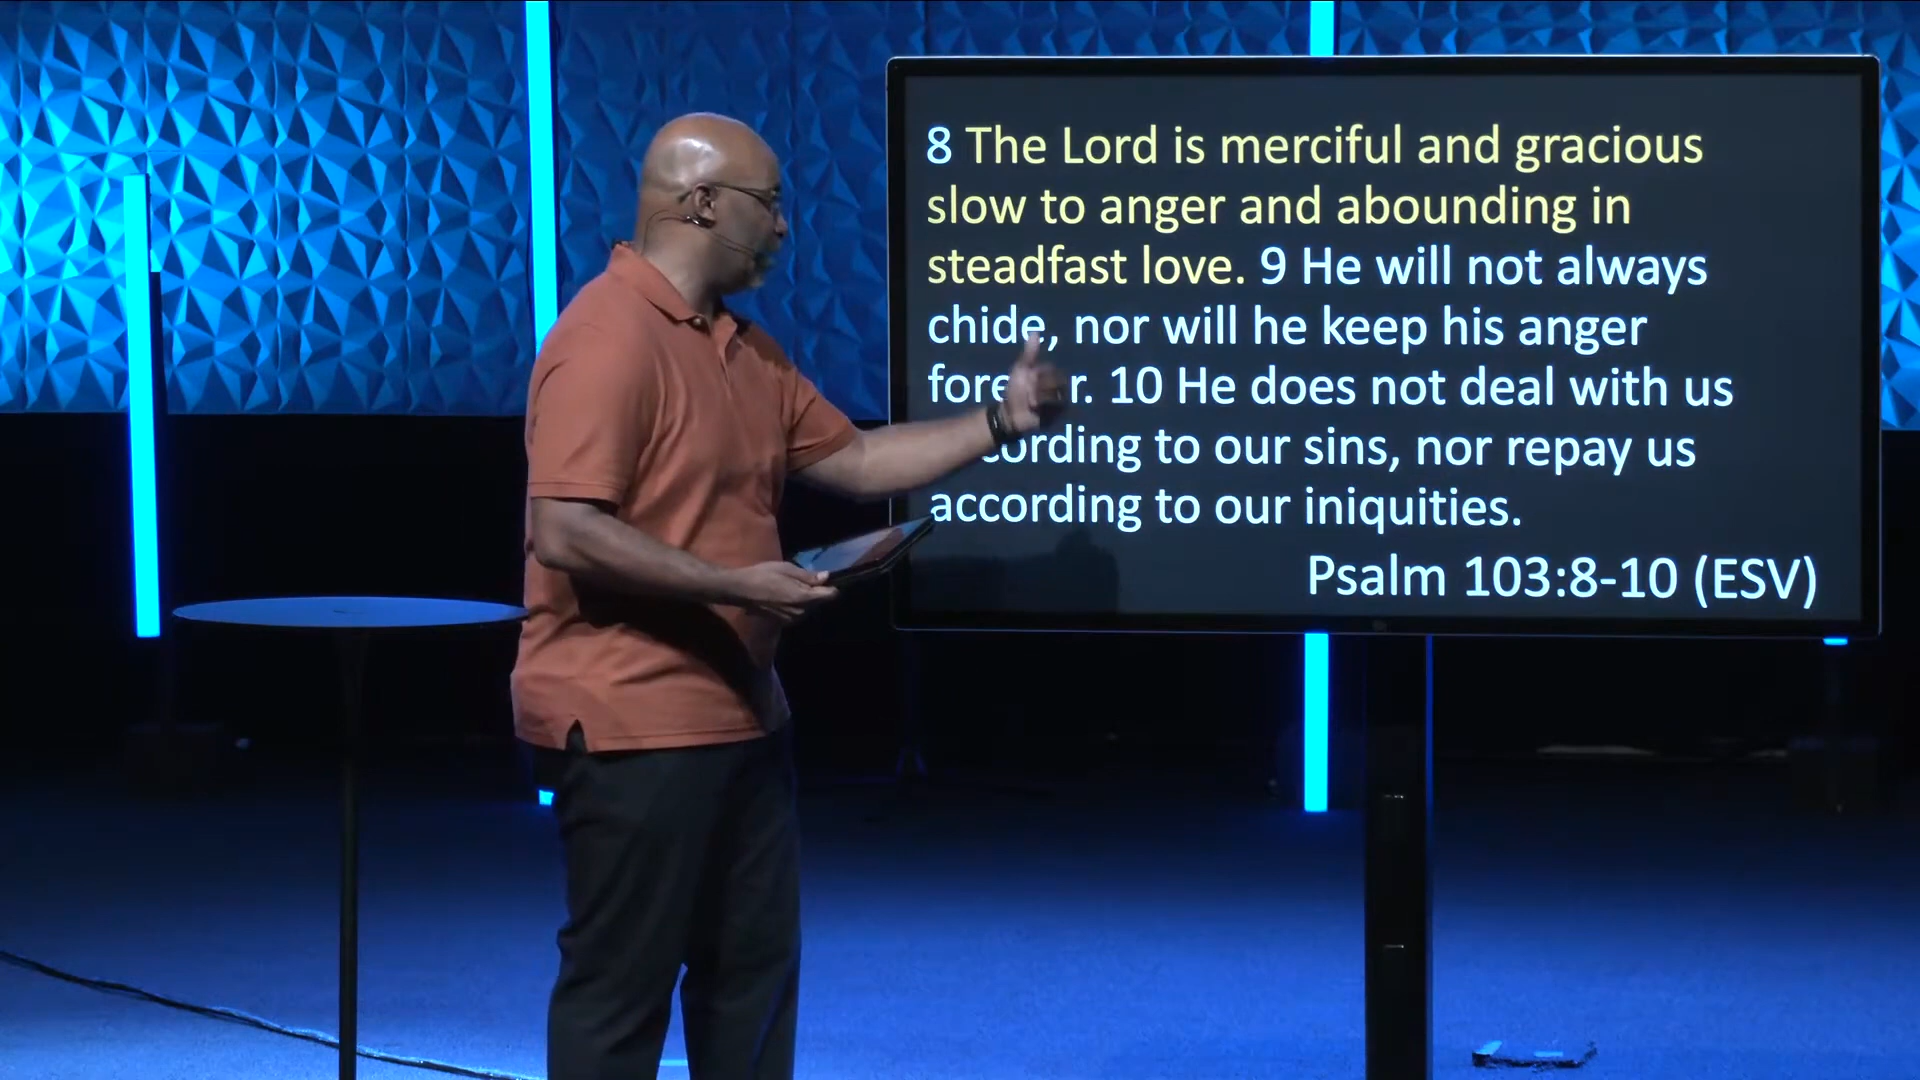 8 The Lord is merciful and gracious
slow to anger and abounding in
steadfast love. 9 He will not always
chide, nor will he keep his anger
r. 10 He does not deal with us
to our sins, nor repay us
according to our iniquities.
Psalm 103:8-10 (ESV)